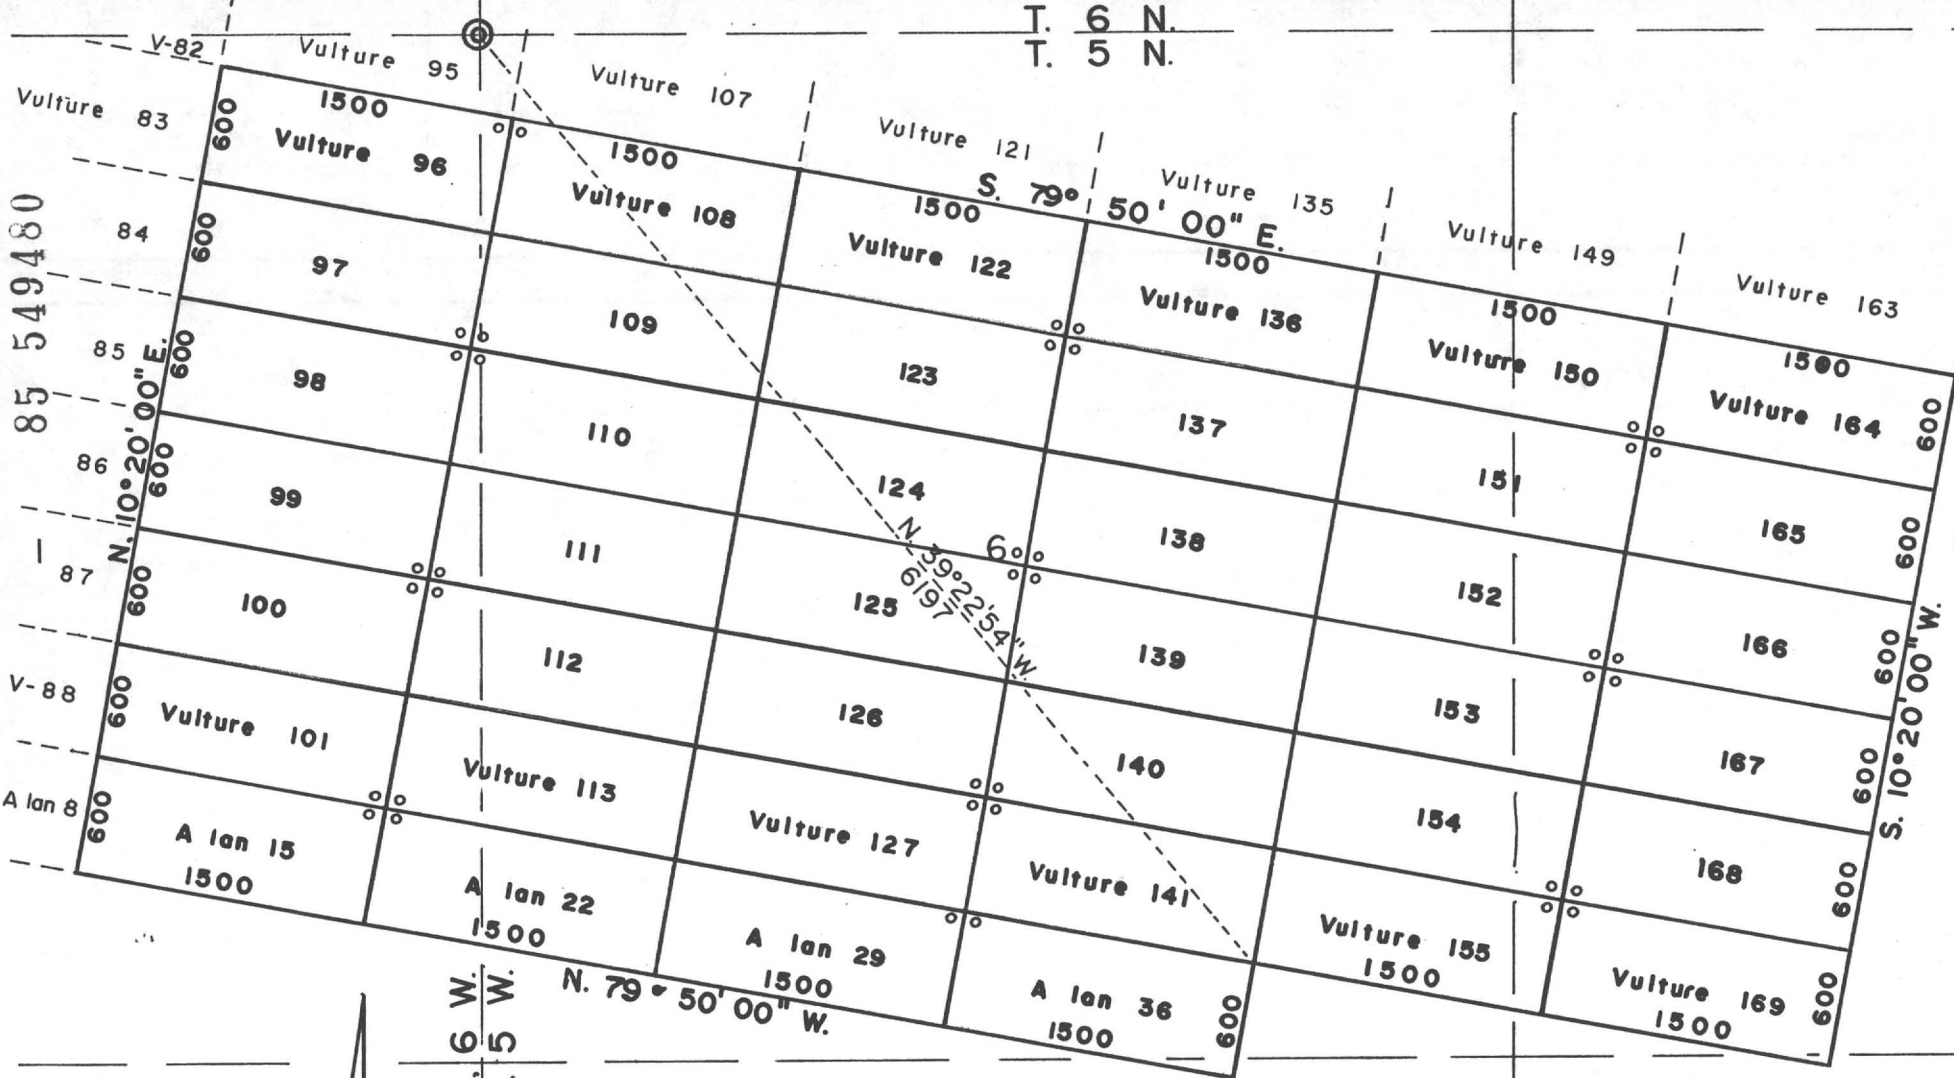 T. 6 N.
T. 5 N.
V-82
Vulture 95
Vulture 107
Vulture 121
Vulture 135
Vulture 149
Vulture 163
S. 79° 50' 00" E.
Vulture 83
84
85
86
87
V-88
A lan 8
85 549480
N. 10° 20' 00" E.
1500
600
Vulture 96
600
97
600
98
600
99
600
100
600
Vulture 101
600
A lan 15
1500
1500
Vulture 108
109
110
111
112
Vulture 113
A lan 22
1500
1500
Vulture 122
123
124
125
126
Vulture 127
A lan 29
1500
N 39°22'54" W.
6197
6
1500
Vulture 136
137
138
139
140
Vulture 141
A lan 36
600
1500
1500
Vulture 150
151
152
153
154
Vulture 155
1500
1500
Vulture 164
600
165
600
166
600
167
600
168
600
Vulture 169
600
1500
S. 10° 20' 00" W.
N. 79° 50' 00" W.
6 W.
5 W.